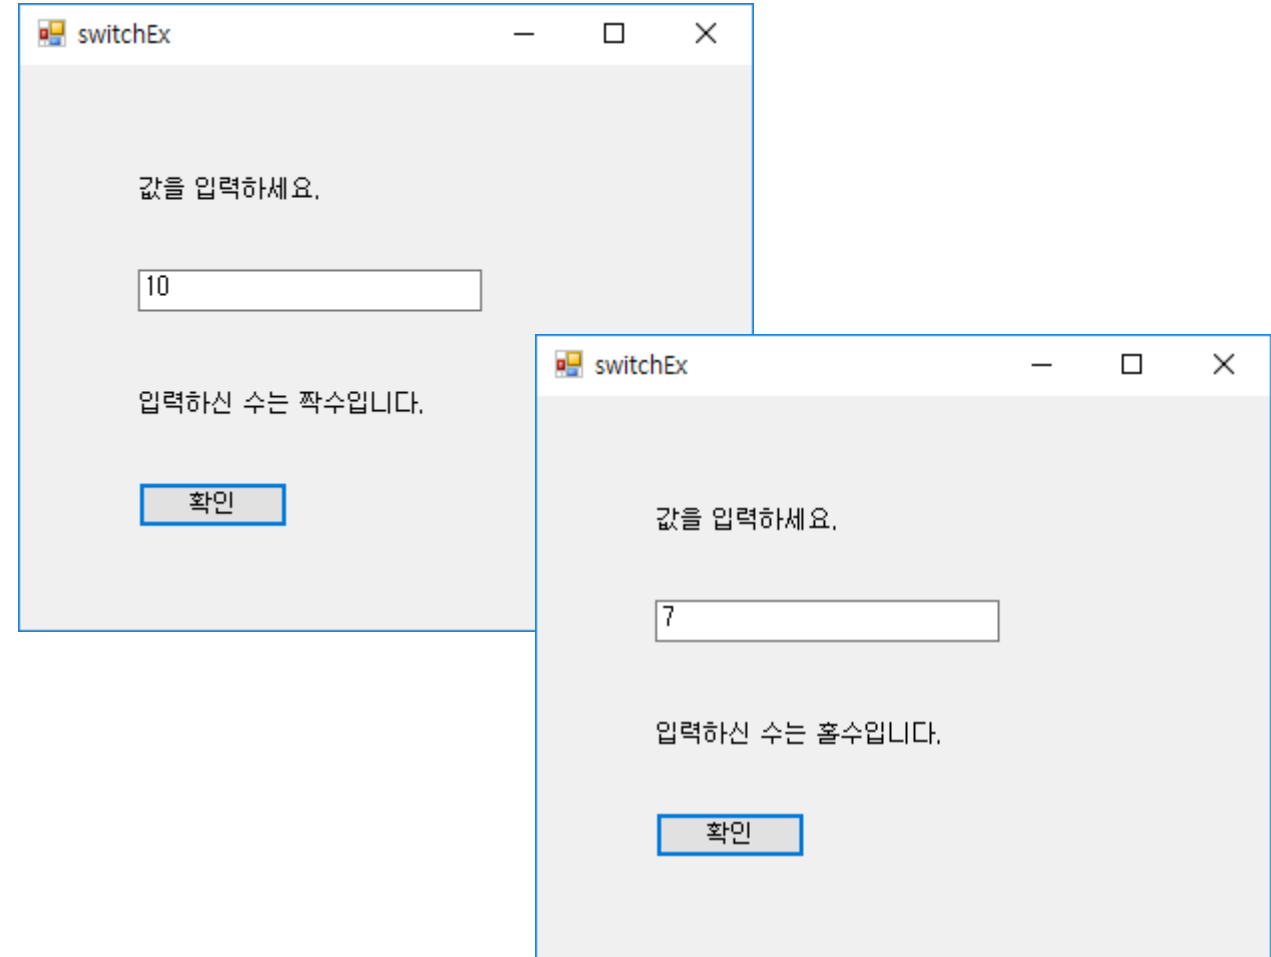 switchEx
값을 입력하세요.
10
입력하신 수는 짝수입니다.
확인
switchEx
값을 입력하세요.
7
입력하신 수는 홀수입니다.
확인